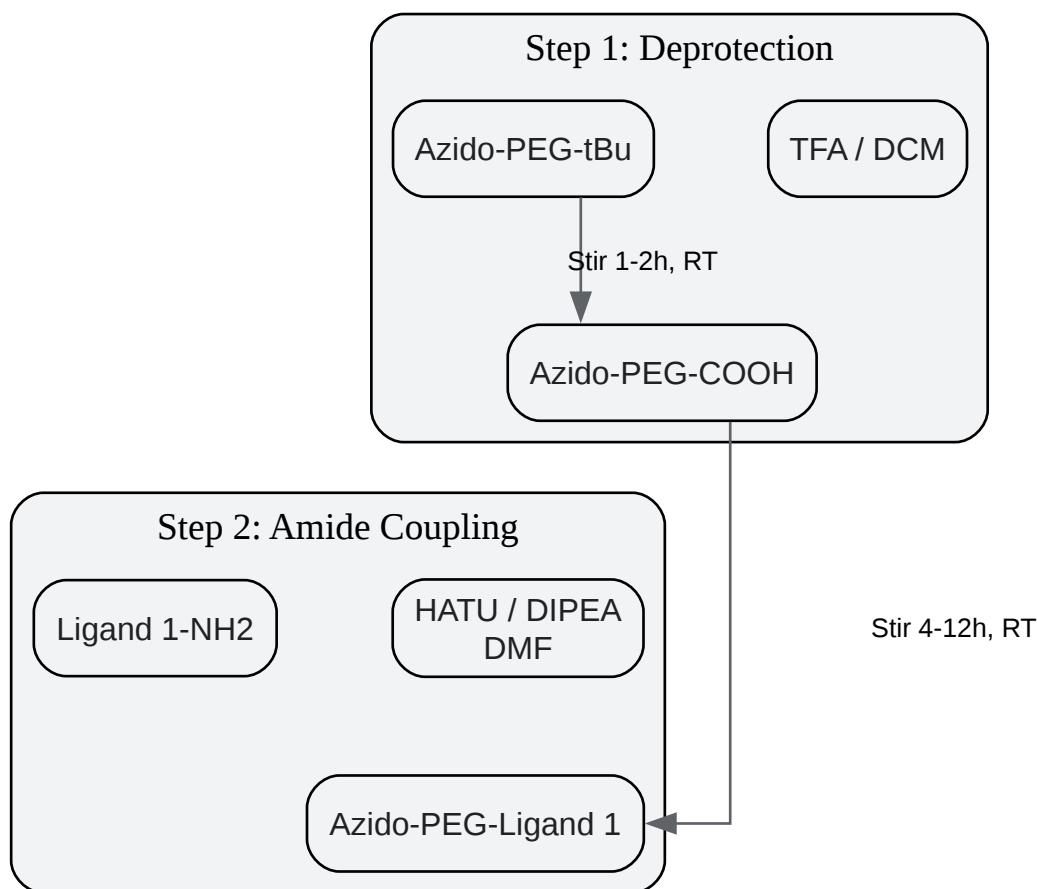 Step 1: Deprotection
Azido-PEG-tBu
TFA / DCM
Stir 1-2h, RT
Azido-PEG-COOH
Step 2: Amide Coupling
Ligand 1-NH2
HATU / DIPEA
DMF
Stir 4-12h, RT
Azido-PEG-Ligand 1